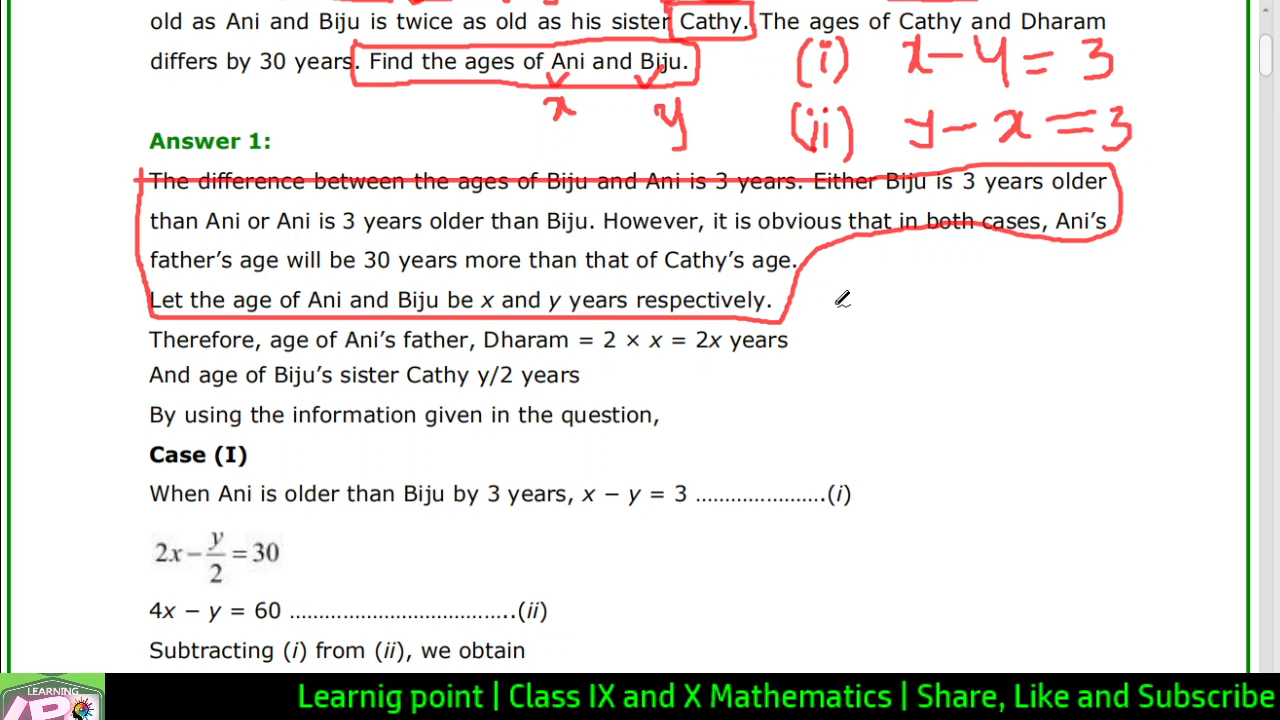 old as Ani and Biju is twice as old as his sister Cathy. The ages of Cathy and Dharam
differs by 30 years. Find the ages of Ani and Biju.
(i) x - y = 3
x y
(ii) y - x = 3
Answer 1:
The difference between the ages of Biju and Ani is 3 years. Either Biju is 3 years older
than Ani or Ani is 3 years older than Biju. However, it is obvious that in both cases, Ani’s
father’s age will be 30 years more than that of Cathy’s age.
Let the age of Ani and Biju be x and y years respectively.
Therefore, age of Ani’s father, Dharam = 2 × x = 2x years
And age of Biju’s sister Cathy y/2 years
By using the information given in the question,
Case (I)
When Ani is older than Biju by 3 years, x − y = 3 ......................(i)
2x − y/2 = 30
4x − y = 60 ......................................(ii)
Subtracting (i) from (ii), we obtain
LEARNING
Learnig point | Class IX and X Mathematics | Share, Like and Subscribe